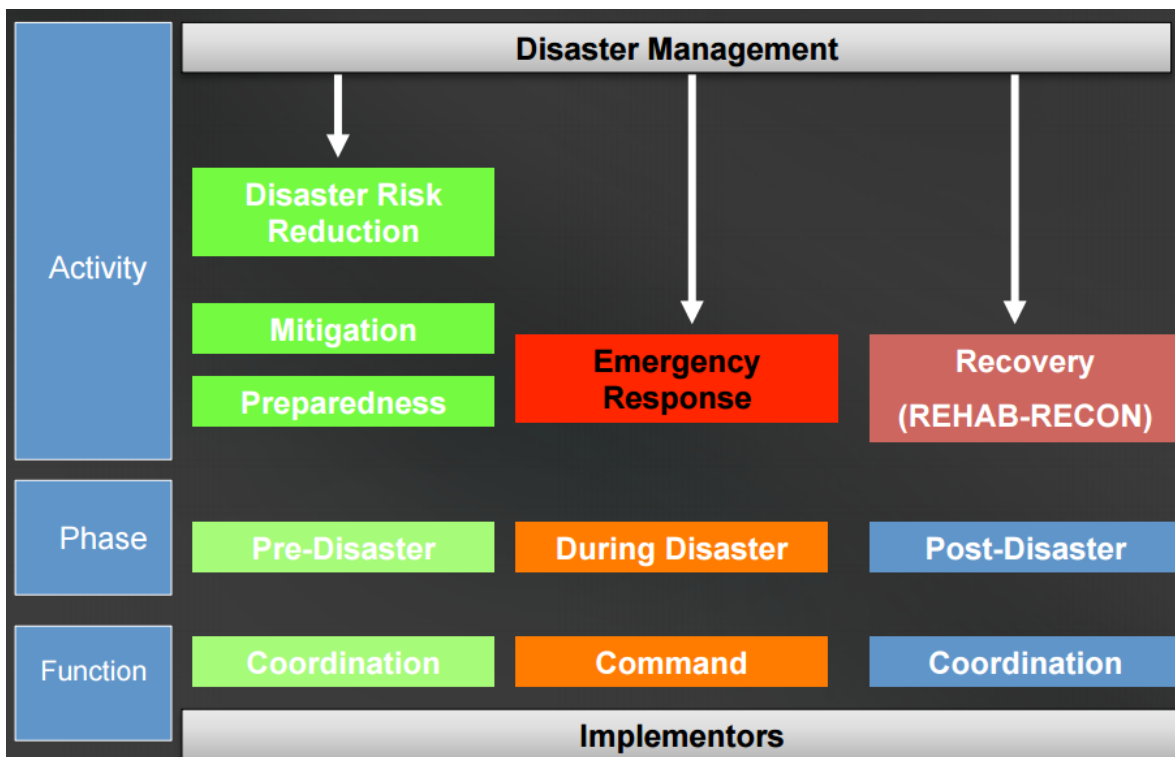 Disaster Management
Activity
Disaster Risk
Reduction
Mitigation
Preparedness
Emergency
Response
Recovery
(REHAB-RECON)
Phase
Pre-Disaster
During Disaster
Post-Disaster
Function
Coordination
Command
Coordination
Implementors